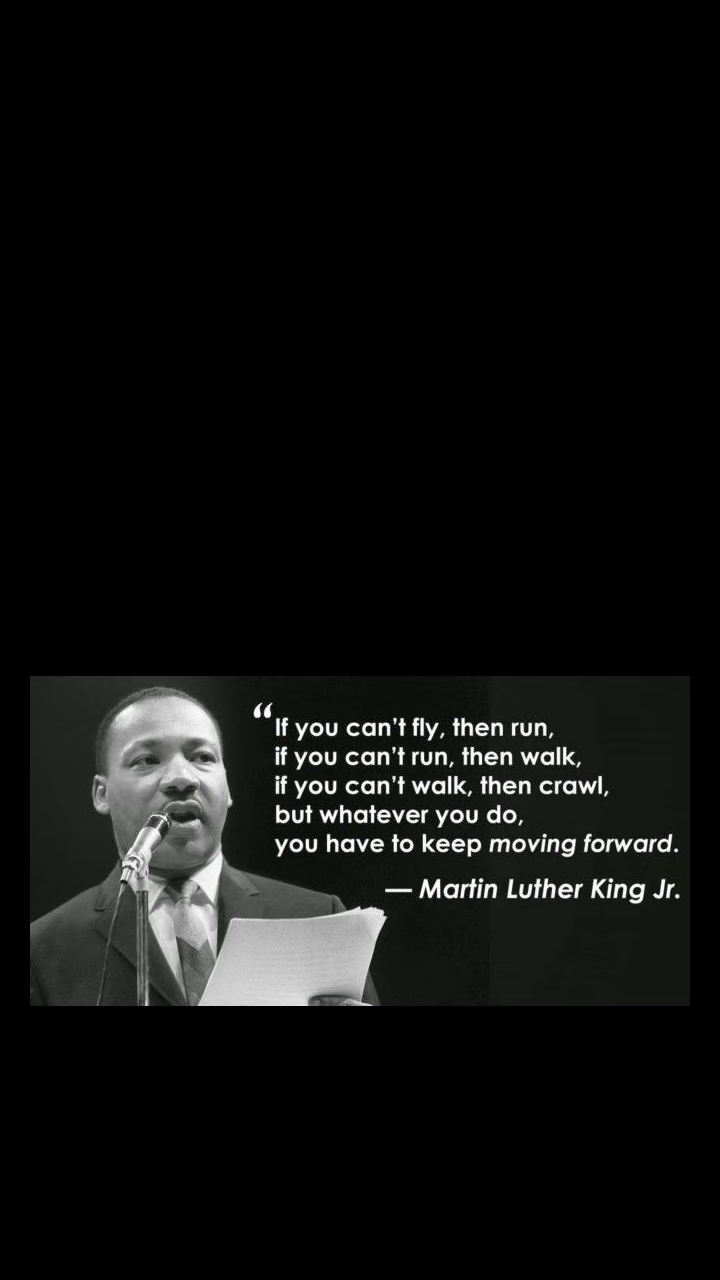 “If you can’t fly, then run,
if you can’t run, then walk,
if you can’t walk, then crawl,
but whatever you do,
you have to keep moving forward.
— Martin Luther King Jr.